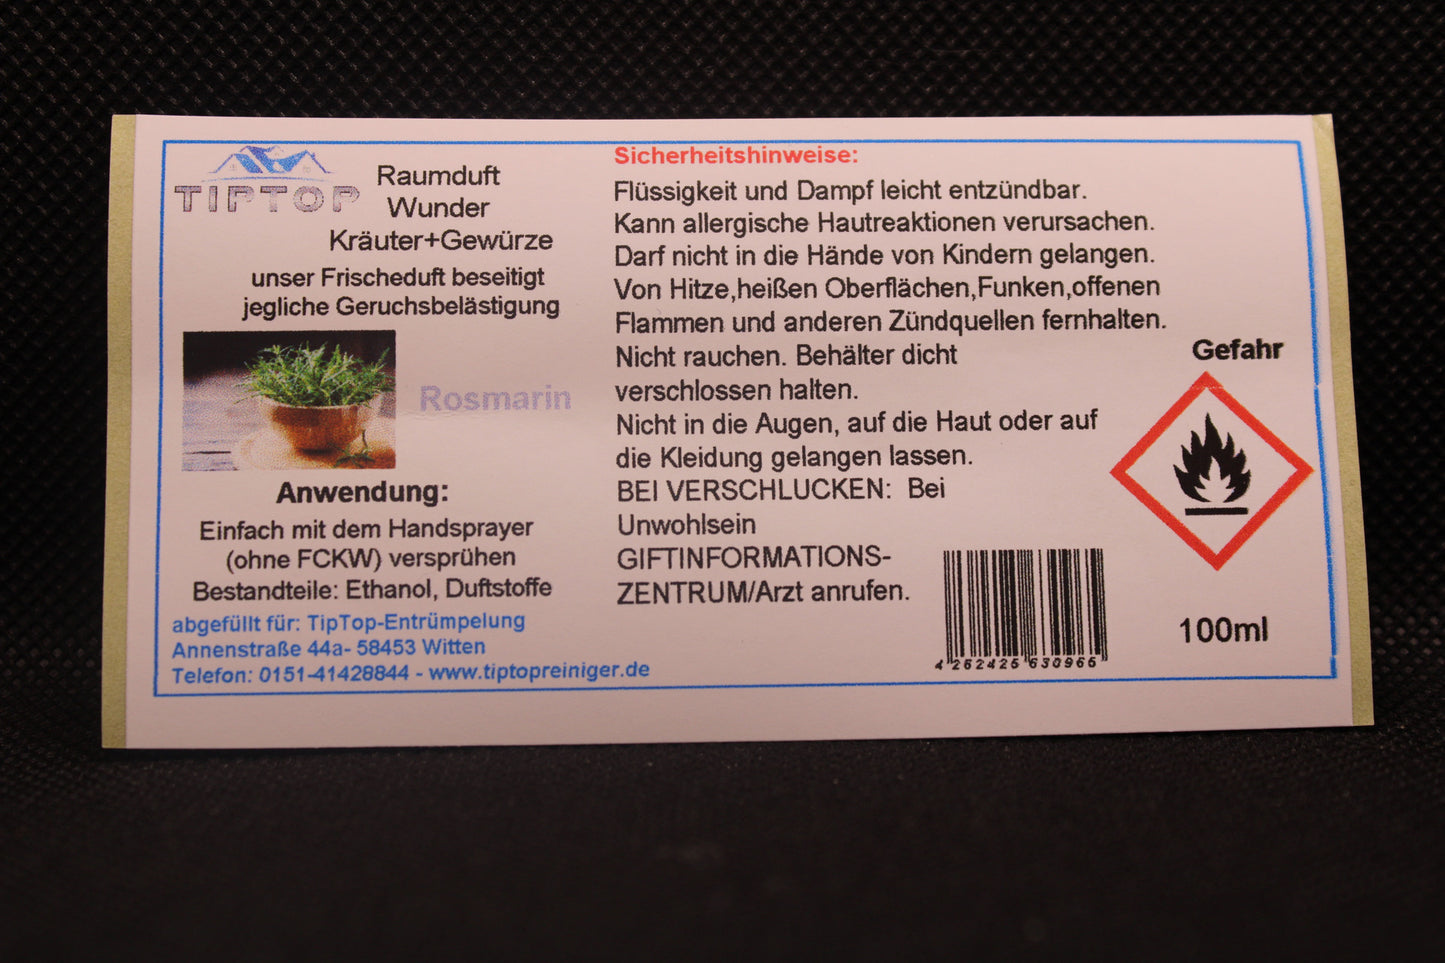 TIPTOP
Raumduft
Wunder
Kräuter+Gewürze
unser Frischeduft beseitigt
jegliche Geruchsbelästigung
Rosmarin
Anwendung:
Einfach mit dem Handsprayer
(ohne FCKW) versprühen
Bestandteile: Ethanol, Duftstoffe
abgefüllt für: TipTop-Entrümpelung
Annenstraße 44a- 58453 Witten
Telefon: 0151-41428844 - www.tiptopreiniger.de
Sicherheitshinweise:
Flüssigkeit und Dampf leicht entzündbar.
Kann allergische Hautreaktionen verursachen.
Darf nicht in die Hände von Kindern gelangen.
Von Hitze,heißen Oberflächen,Funken,offenen
Flammen und anderen Zündquellen fernhalten.
Nicht rauchen. Behälter dicht
verschlossen halten.
Nicht in die Augen, auf die Haut oder auf
die Kleidung gelangen lassen.
BEI VERSCHLUCKEN: Bei
Unwohlsein
GIFTINFORMATIONS-
ZENTRUM/Arzt anrufen.
Gefahr
4 262426 630966
100ml